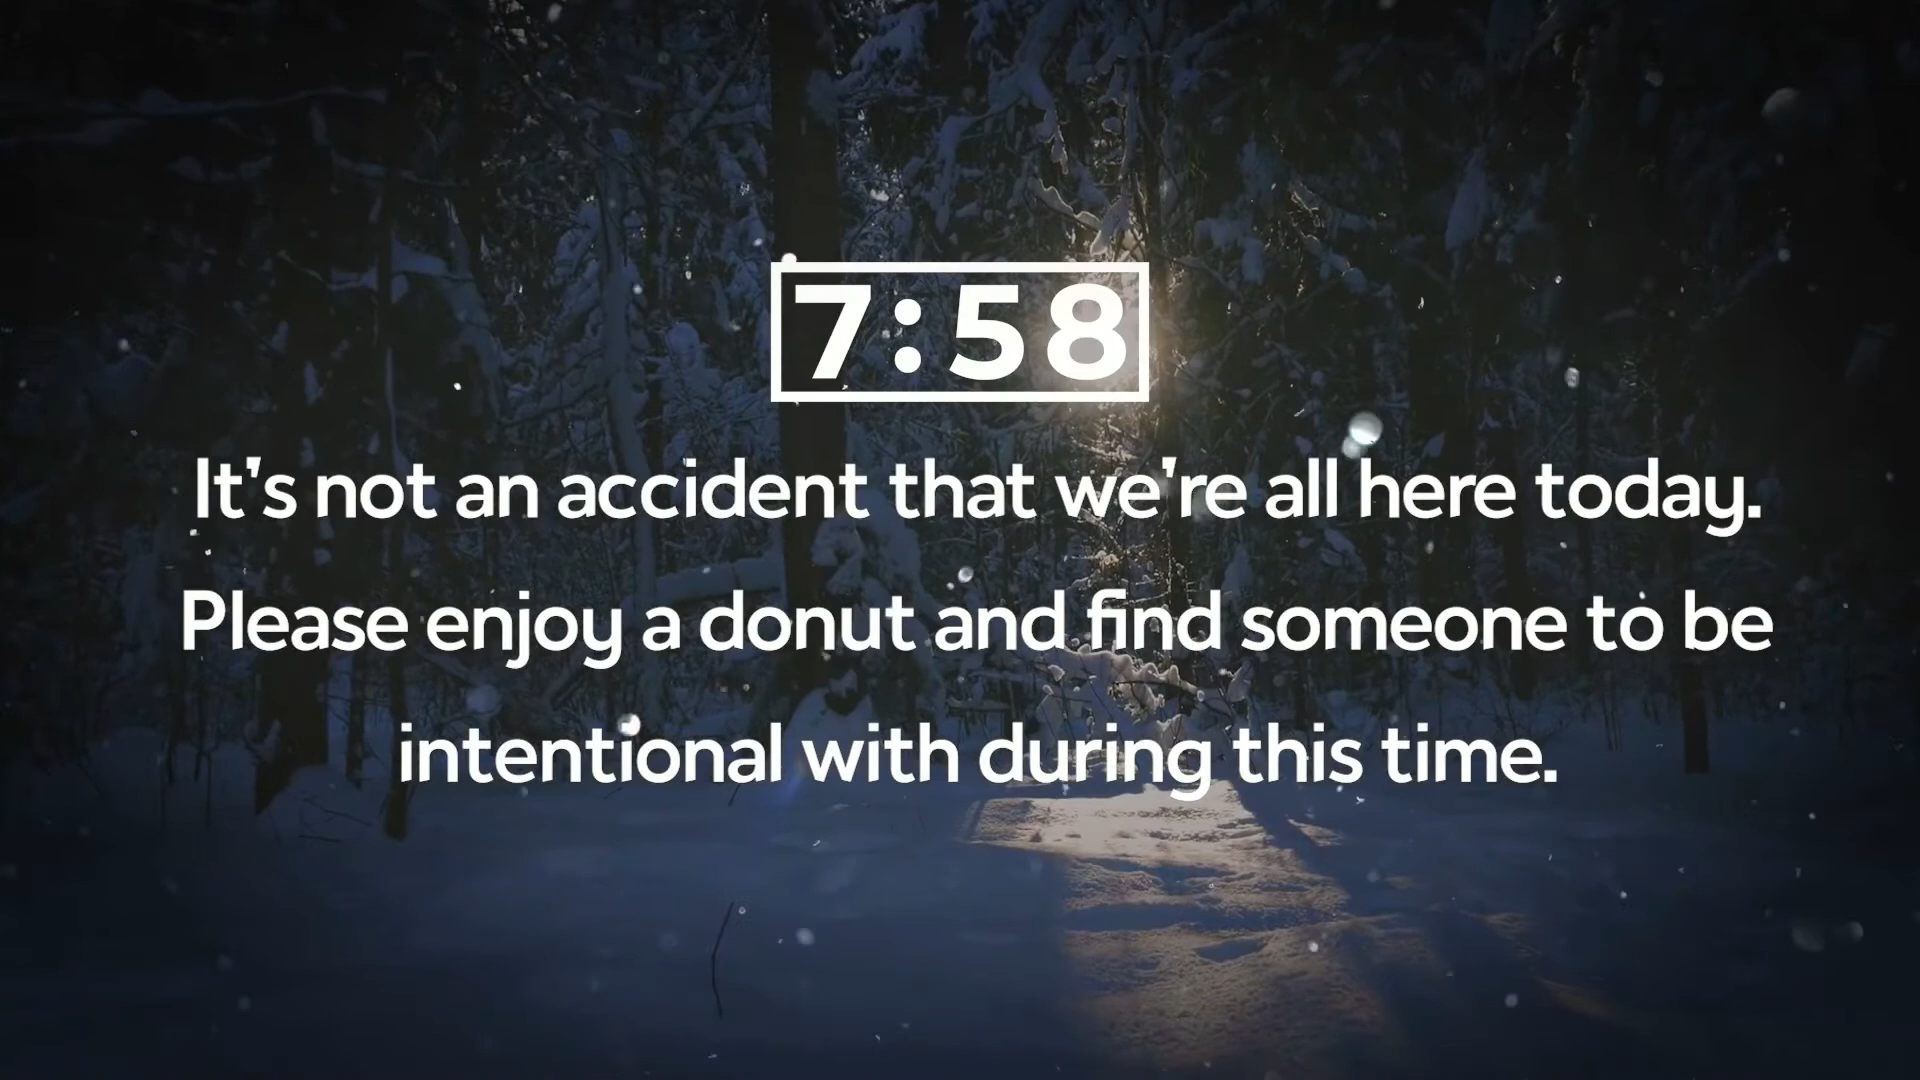 7:58
It's not an accident that we're all here today.
Please enjoy a donut and find someone to be
intentional with during this time.